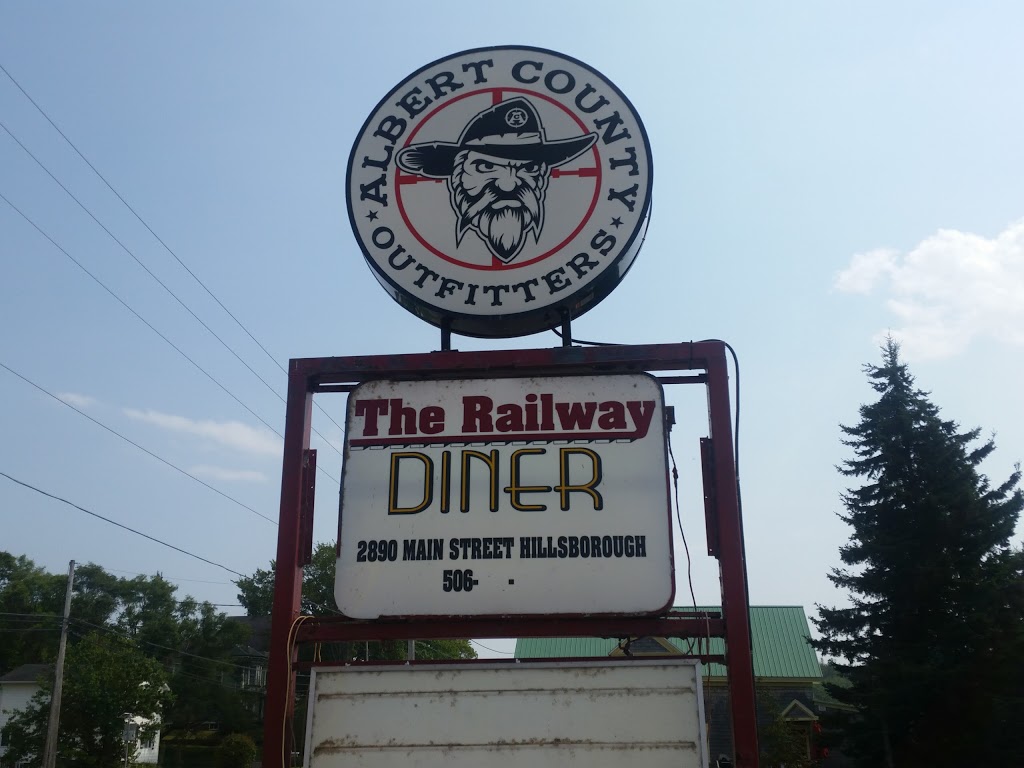 ALBERT COUNTY
OUTFITTERS
The Railway
DINER
2890 MAIN STREET HILLSBOROUGH
506- -